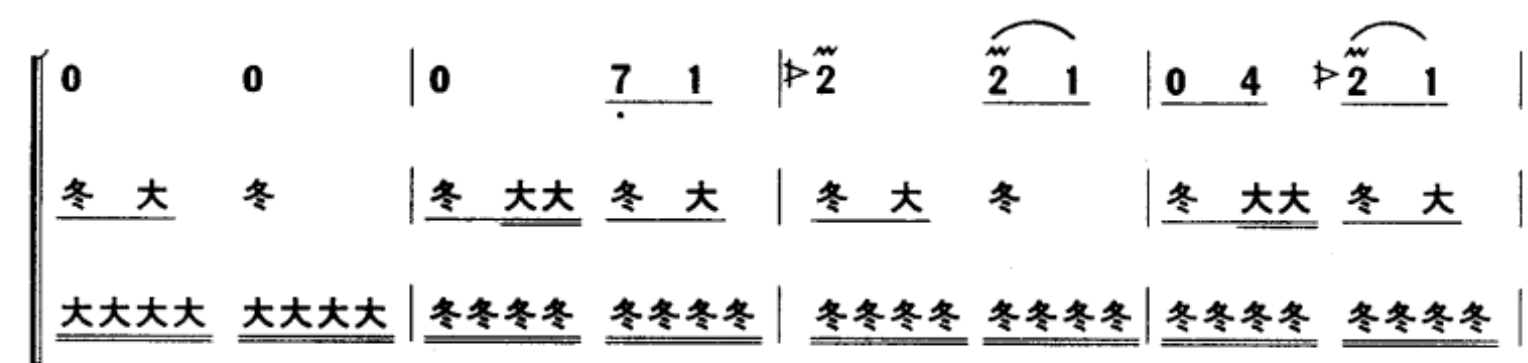 0 0 | 0 7 1 | 2 2 1 | 0 4 2 1 |
冬 大 冬 | 冬 大大 冬 大 | 冬 大 冬 | 冬 大大 冬 大 |
大大大大 大大大大 | 冬冬冬冬 冬冬冬冬 | 冬冬冬冬 冬冬冬冬 | 冬冬冬冬 冬冬冬冬 |